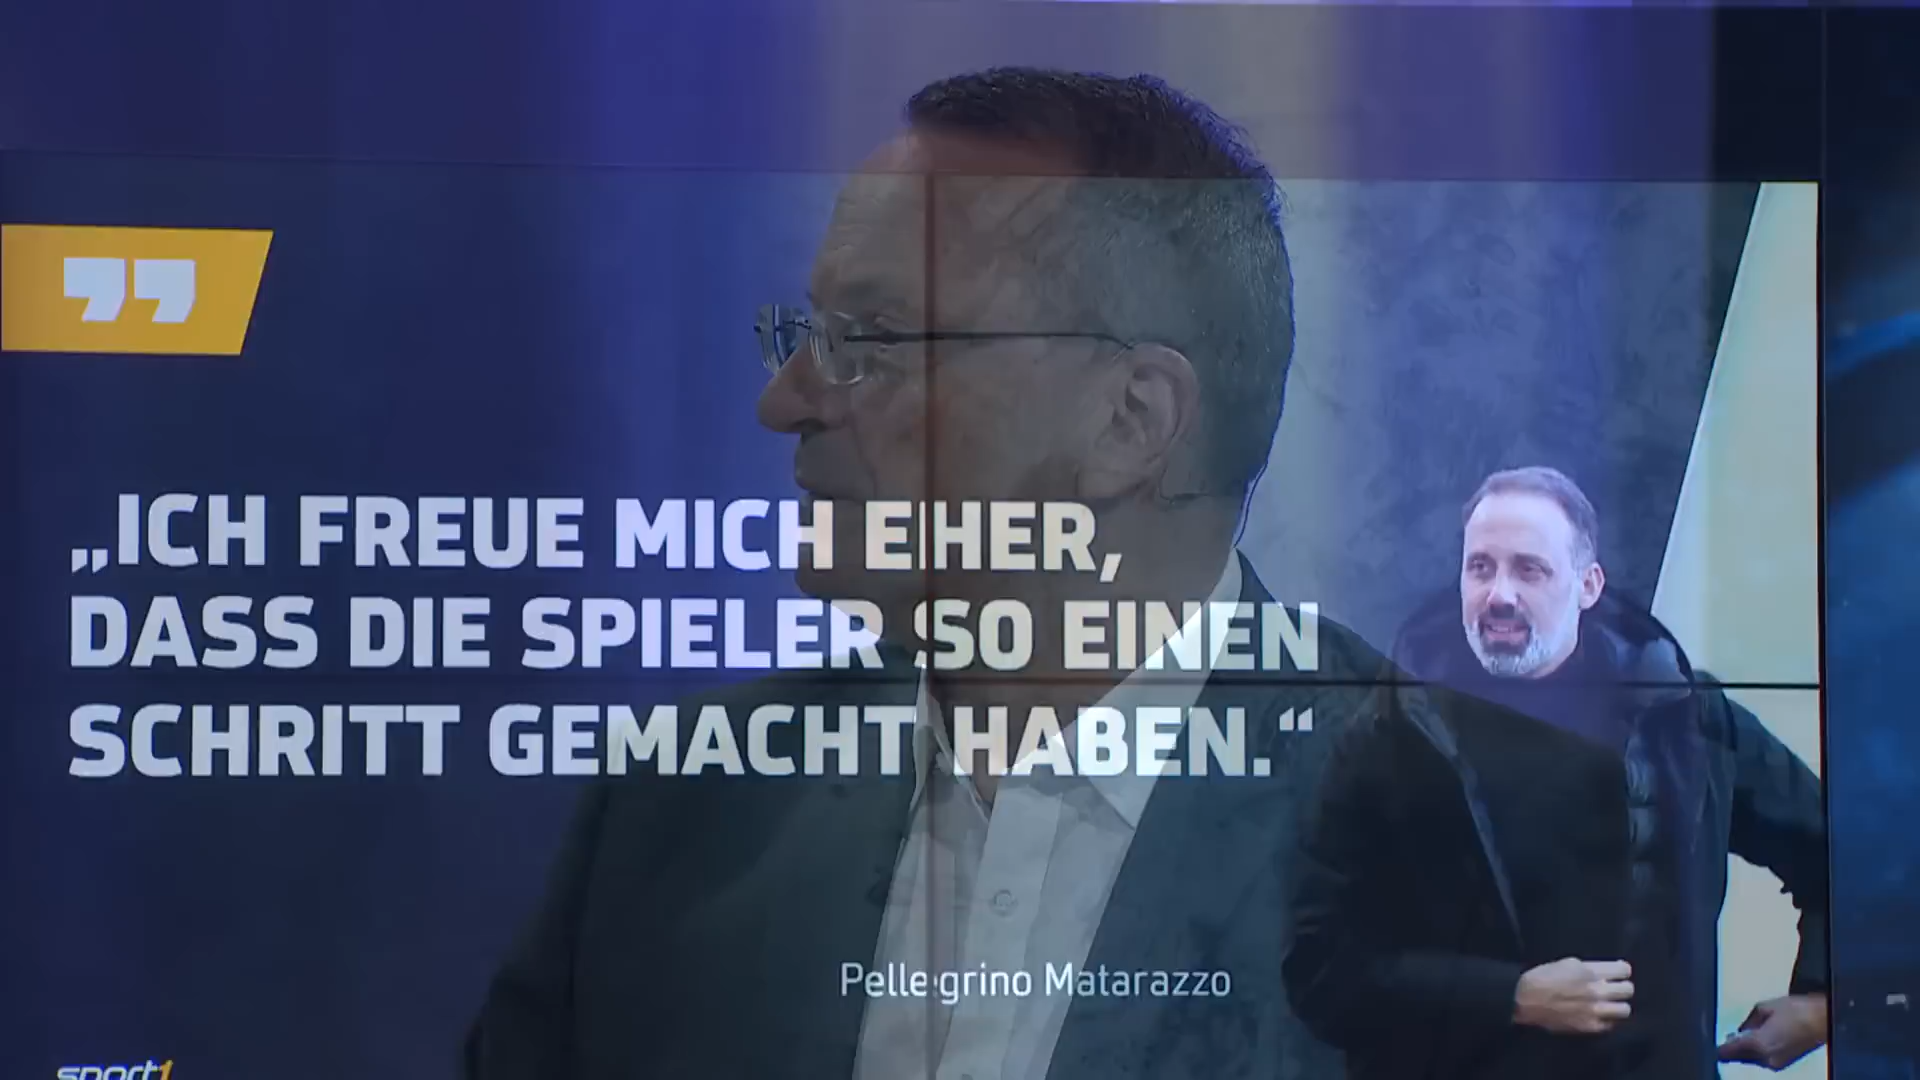 „ICH FREUE MICH EHER,
DASS DIE SPIELER SO EINEN
SCHRITT GEMACHT HABEN.“
Pellegrino Matarazzo
sport1